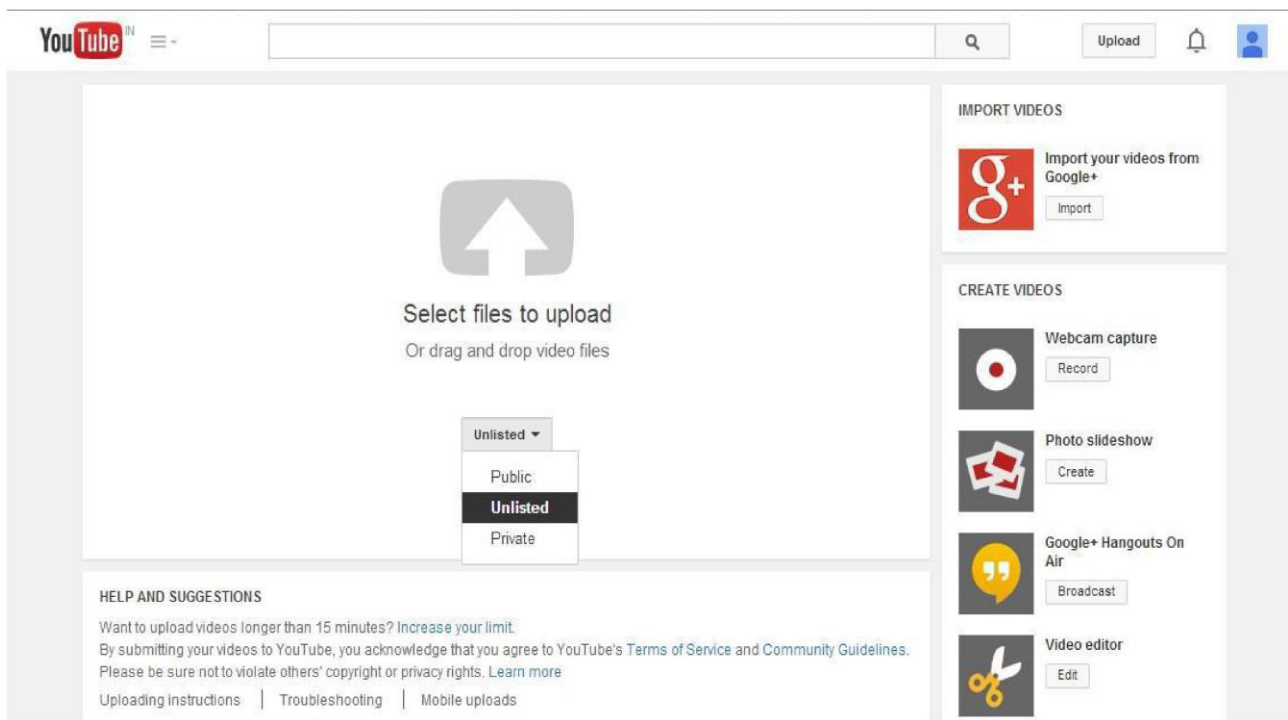 YouTube IN
Upload
Select files to upload
Or drag and drop video files
Unlisted
Public
Unlisted
Private
HELP AND SUGGESTIONS
Want to upload videos longer than 15 minutes? Increase your limit.
By submitting your videos to YouTube, you acknowledge that you agree to YouTube's Terms of Service and Community Guidelines.
Please be sure not to violate others' copyright or privacy rights. Learn more
Uploading instructions | Troubleshooting | Mobile uploads
IMPORT VIDEOS
g+
Import your videos from
Google+
Import
CREATE VIDEOS
Webcam capture
Record
Photo slideshow
Create
Google+ Hangouts On
Air
Broadcast
Video editor
Edit